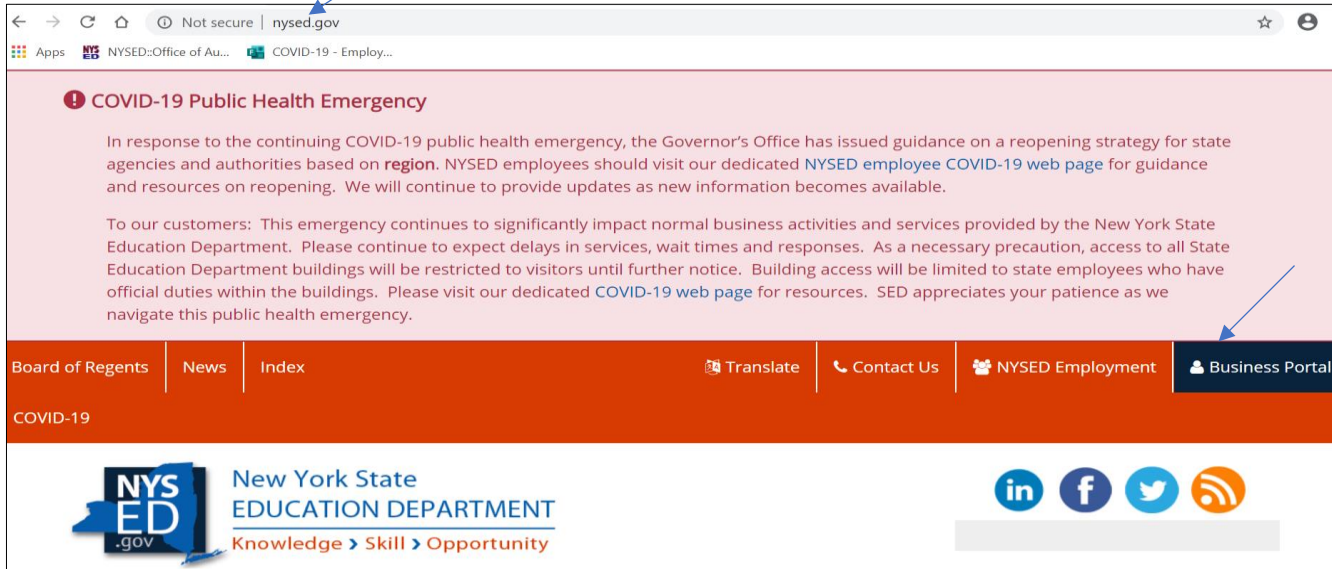 Not secure | nysed.gov
Apps NYSED::Office of Au... COVID-19 - Employ...
COVID-19 Public Health Emergency
In response to the continuing COVID-19 public health emergency, the Governor's Office has issued guidance on a reopening strategy for state
agencies and authorities based on region. NYSED employees should visit our dedicated NYSED employee COVID-19 web page for guidance
and resources on reopening. We will continue to provide updates as new information becomes available.
To our customers: This emergency continues to significantly impact normal business activities and services provided by the New York State
Education Department. Please continue to expect delays in services, wait times and responses. As a necessary precaution, access to all State
Education Department buildings will be restricted to visitors until further notice. Building access will be limited to state employees who have
official duties within the buildings. Please visit our dedicated COVID-19 web page for resources. SED appreciates your patience as we
navigate this public health emergency.
Board of Regents News Index Translate Contact Us NYSED Employment Business Portal
COVID-19
NYS
ED
.gov
New York State
EDUCATION DEPARTMENT
Knowledge > Skill > Opportunity